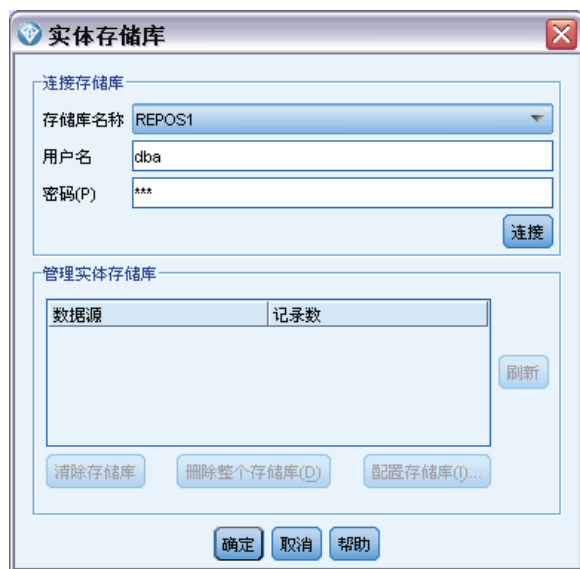 实体存储库
连接存储库
存储库名称 REPOS1
用户名 dba
密码(P) ***
连接
管理实体存储库
数据源 记录数
刷新
清除存储库 删除整个存储库(D) 配置存储库(I)...
确定 取消 帮助